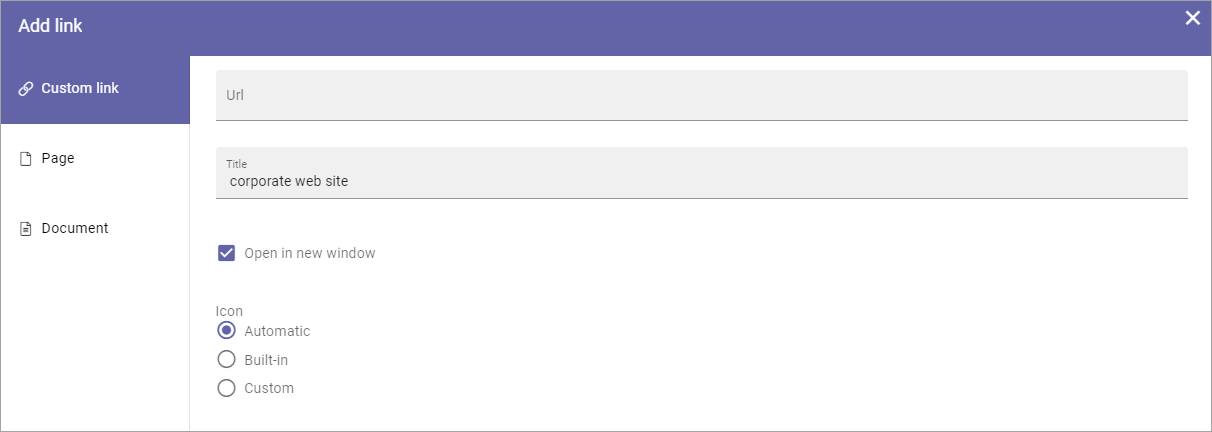 Add link
Custom link
Page
Document
Url
Title
corporate web site
Open in new window
Icon
Automatic
Built-in
Custom